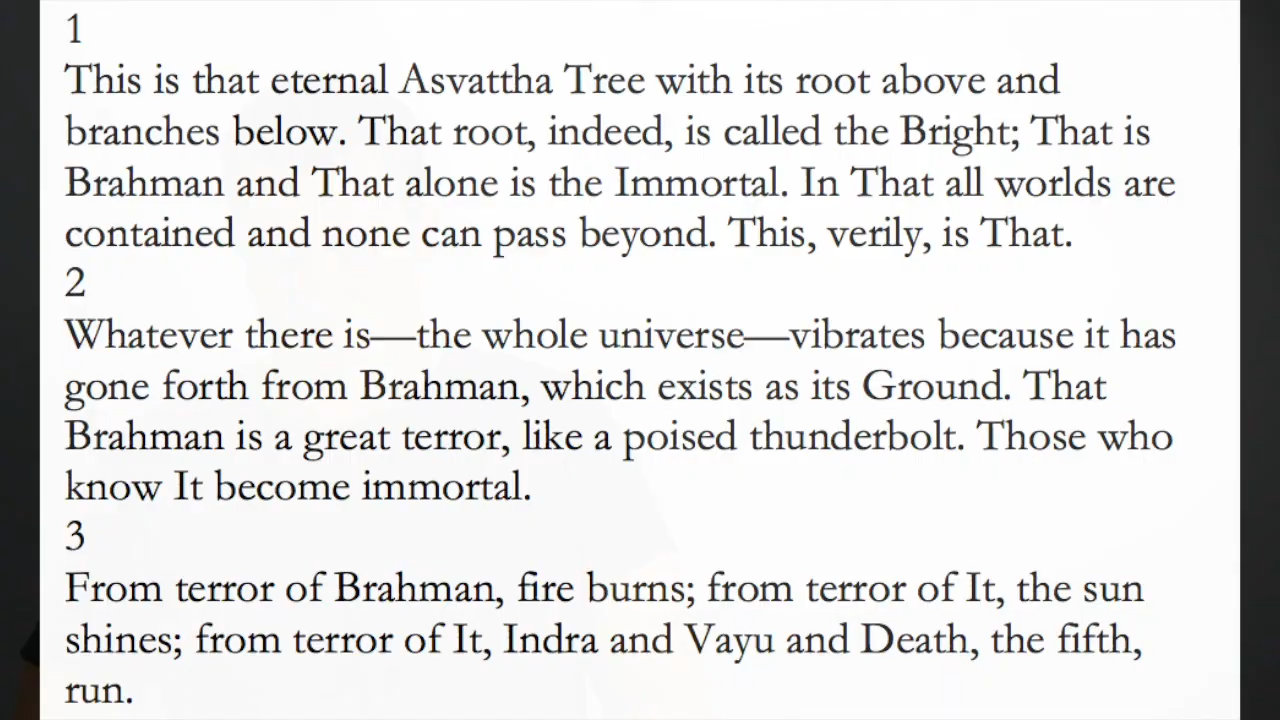 1
This is that eternal Asvattha Tree with its root above and
branches below. That root, indeed, is called the Bright; That is
Brahman and That alone is the Immortal. In That all worlds are
contained and none can pass beyond. This, verily, is That.
2
Whatever there is—the whole universe—vibrates because it has
gone forth from Brahman, which exists as its Ground. That
Brahman is a great terror, like a poised thunderbolt. Those who
know It become immortal.
3
From terror of Brahman, fire burns; from terror of It, the sun
shines; from terror of It, Indra and Vayu and Death, the fifth,
run.